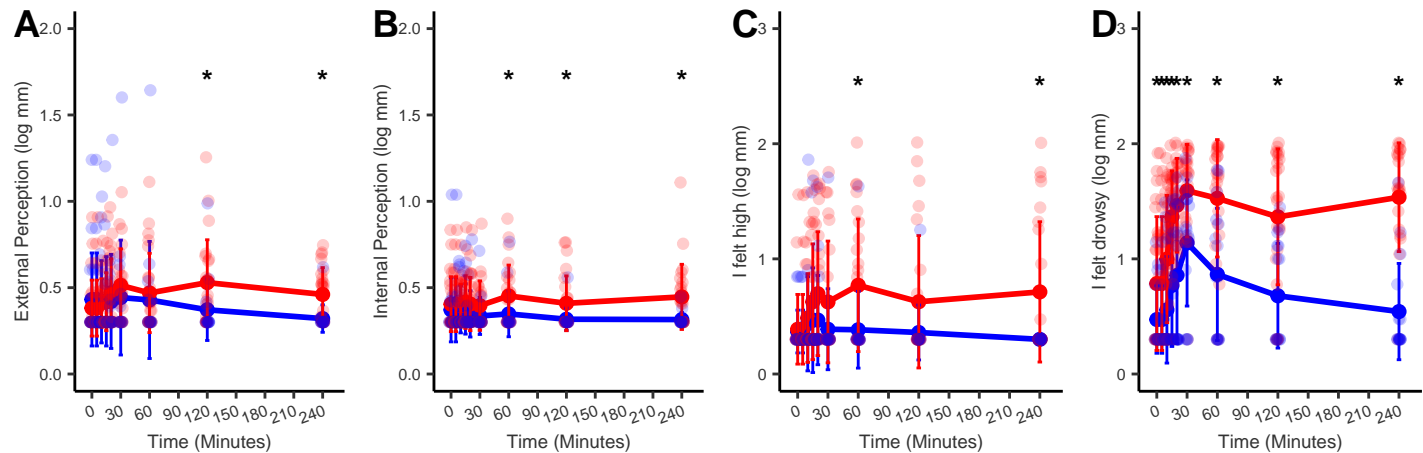 A
External Perception (log mm)
2.0
1.5
1.0
0.5
0.0
* *
0 30 60 90 120 150 180 210 240
Time (Minutes)
B
Internal Perception (log mm)
2.0
1.5
1.0
0.5
0.0
* * *
0 30 60 90 120 150 180 210 240
Time (Minutes)
C
I felt high (log mm)
3
2
1
0
* *
0 30 60 90 120 150 180 210 240
Time (Minutes)
D
I felt drowsy (log mm)
3
2
1
0
* * * * * * * *
0 30 60 90 120 150 180 210 240
Time (Minutes)